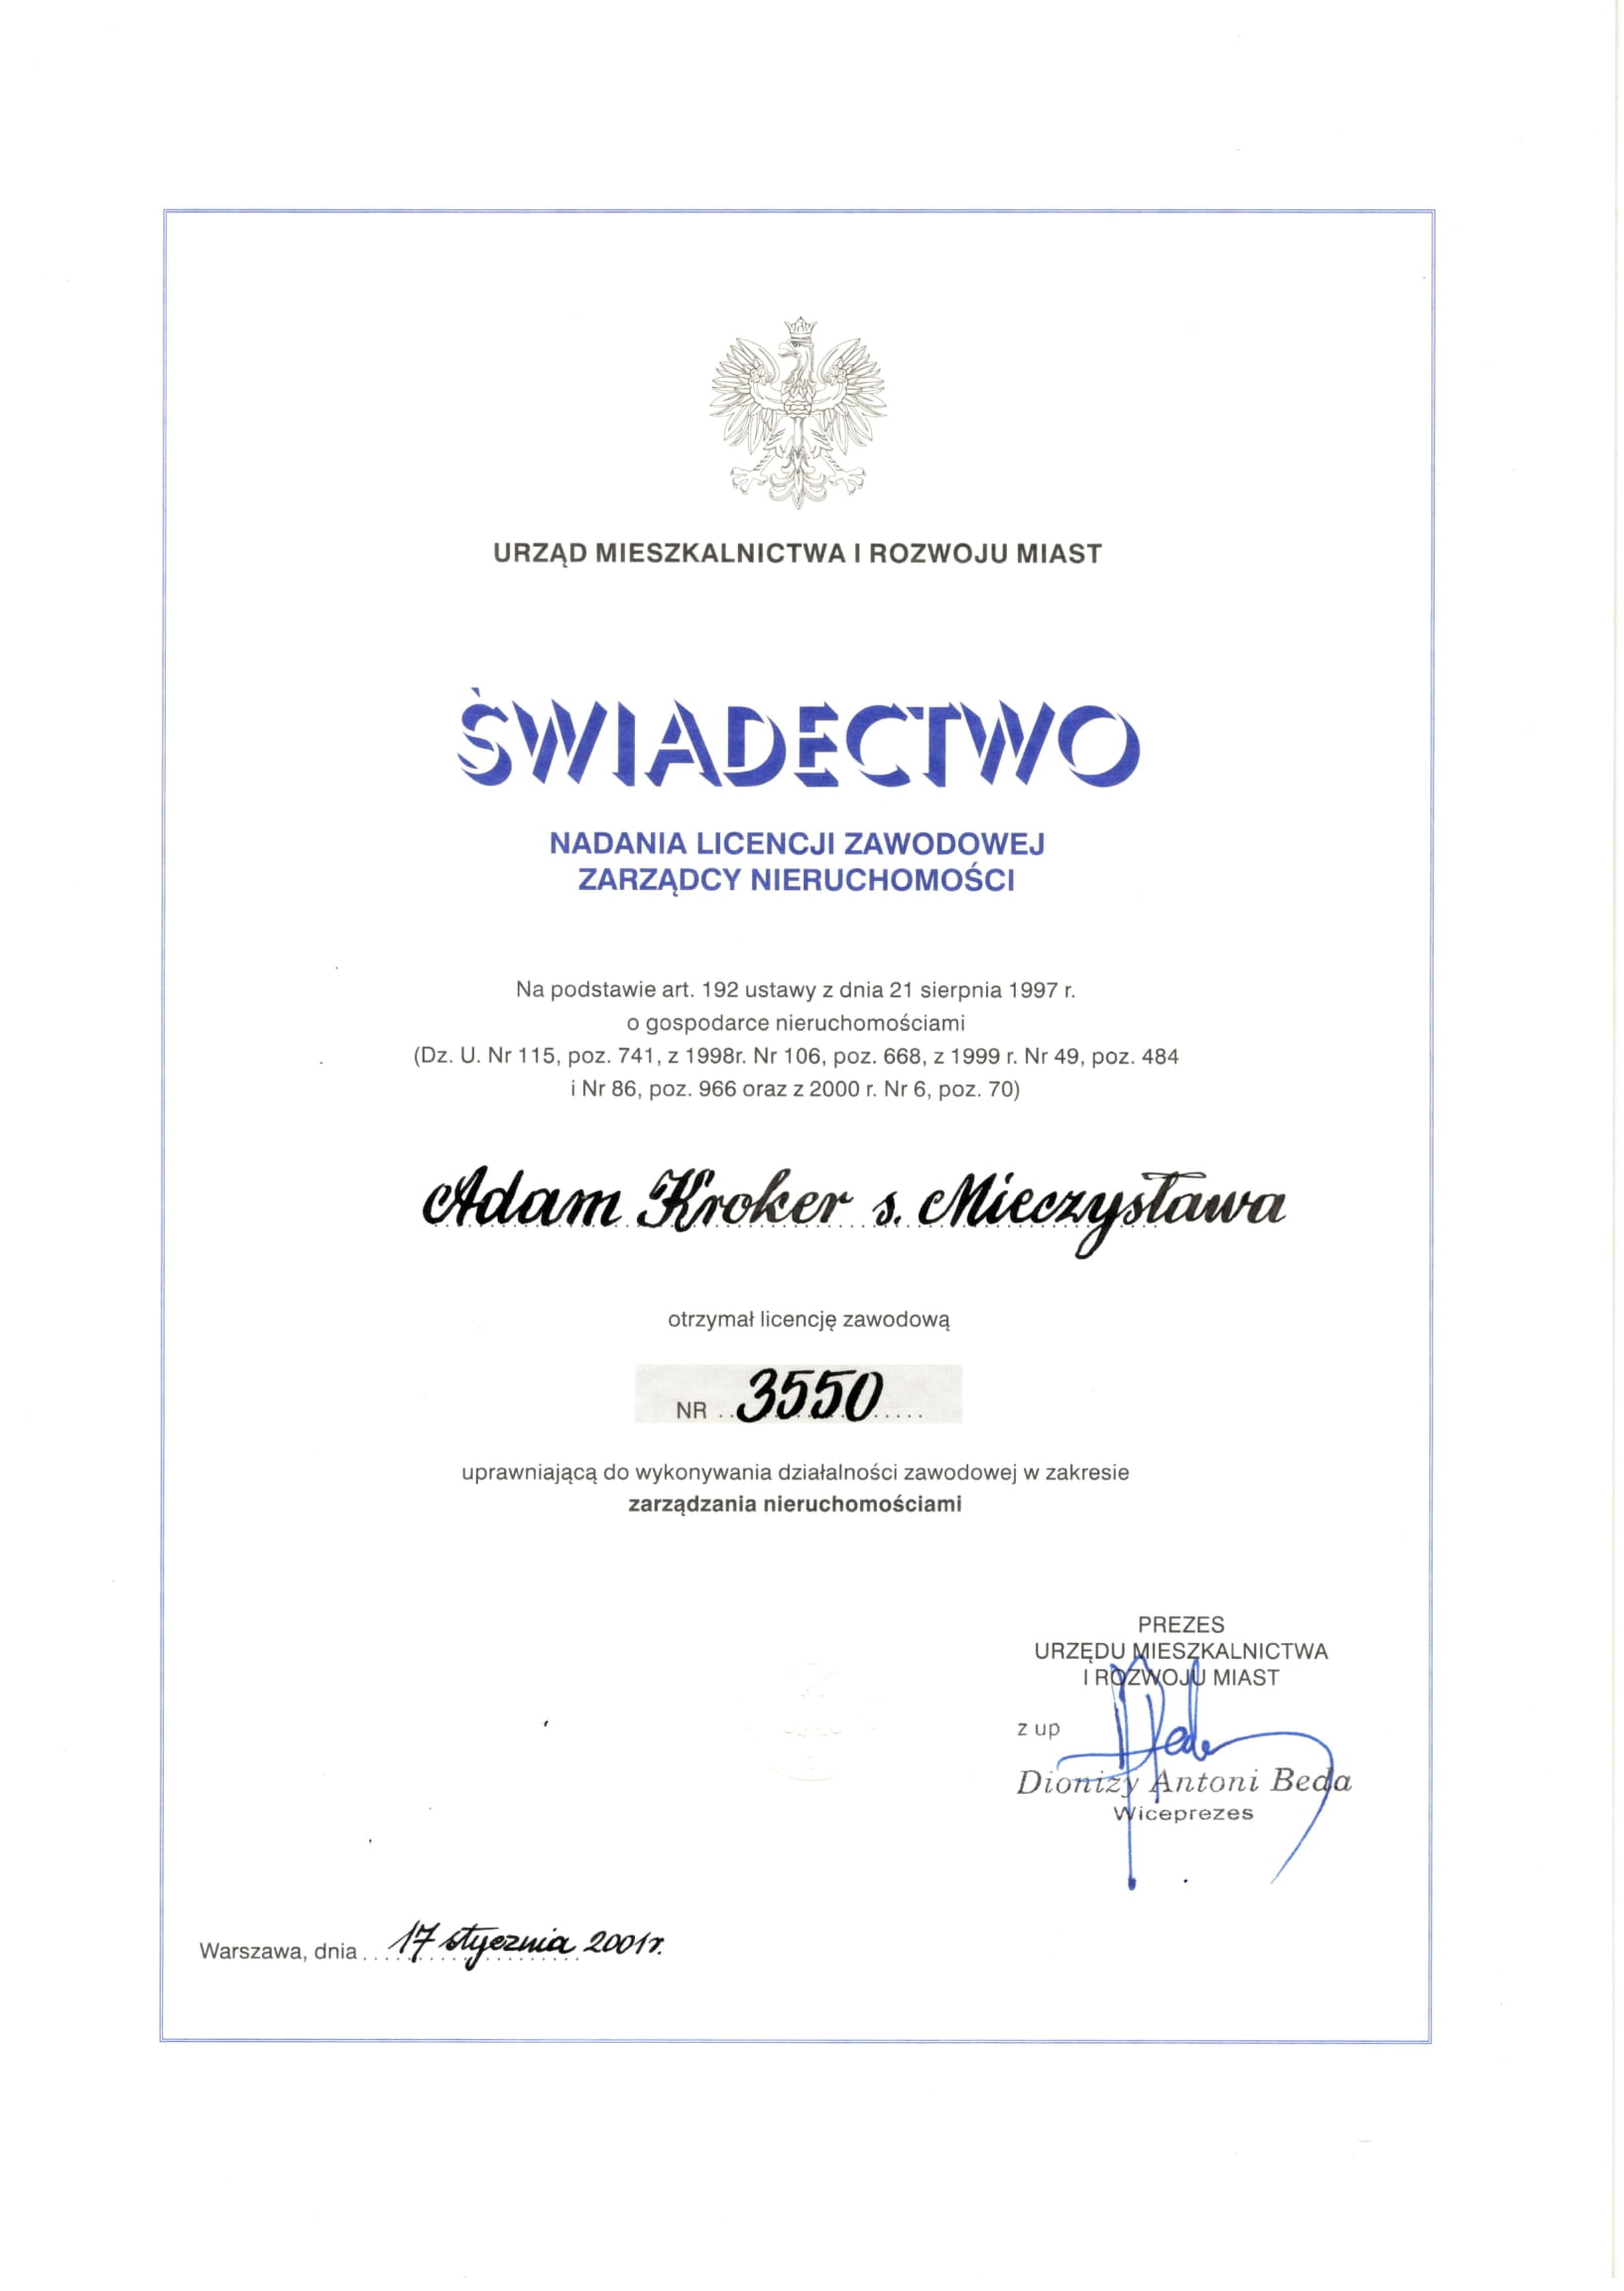 URZĄD MIESZKALNICTWA I ROZWOJU MIAST
ŚWIADECTWO
NADANIA LICENCJI ZAWODOWEJ
ZARZĄDCY NIERUCHOMOŚCI
Na podstawie art. 192 ustawy z dnia 21 sierpnia 1997 r.
o gospodarce nieruchomościami
(Dz. U. Nr 115, poz. 741, z 1998r. Nr 106, poz. 668, z 1999 r. Nr 49, poz. 484
i Nr 86, poz. 966 oraz z 2000 r. Nr 6, poz. 70)
Adam Kroker s. Mieczysława
otrzymał licencję zawodową
NR 3550
uprawniającą do wykonywania działalności zawodowej w zakresie
zarządzania nieruchomościami
PREZES
URZĘDU MIESZKALNICTWA
I ROZWOJU MIAST
z up
Dionizy Antoni Beda
Wiceprezes
Warszawa, dnia 17 stycznia 2001r.